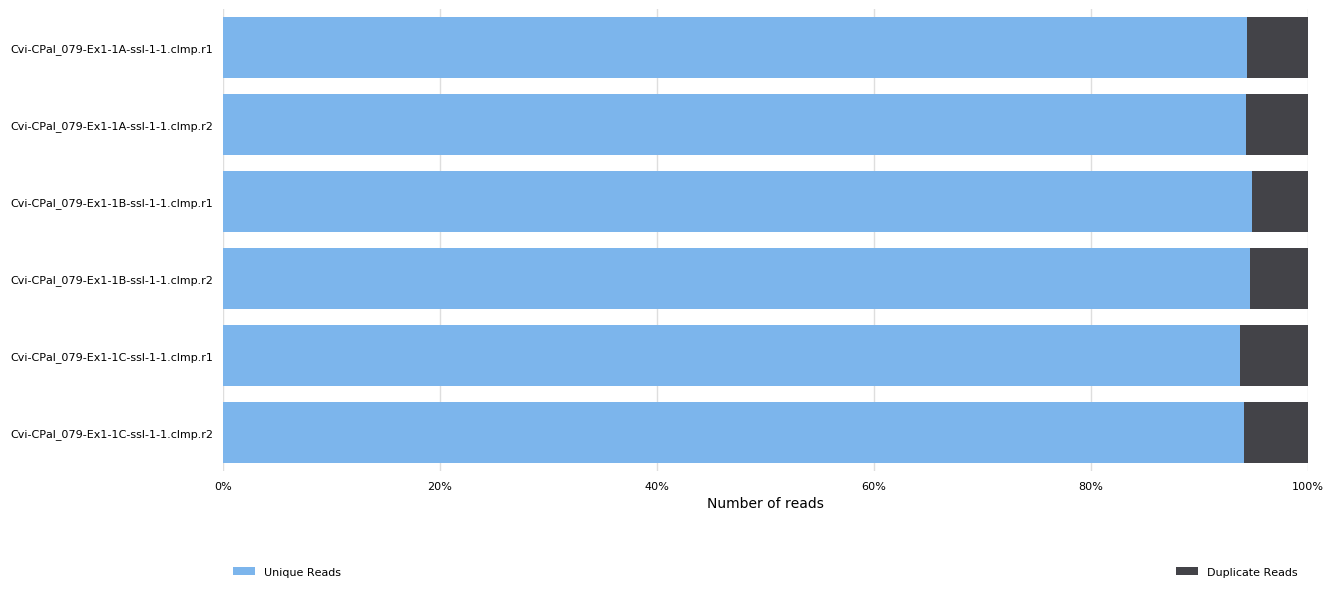 Cvi-CPal_079-Ex1-1A-ssl-1-1.clmp.r1
Cvi-CPal_079-Ex1-1A-ssl-1-1.clmp.r2
Cvi-CPal_079-Ex1-1B-ssl-1-1.clmp.r1
Cvi-CPal_079-Ex1-1B-ssl-1-1.clmp.r2
Cvi-CPal_079-Ex1-1C-ssl-1-1.clmp.r1
Cvi-CPal_079-Ex1-1C-ssl-1-1.clmp.r2
0% 20% 40% 60% 80% 100%
Number of reads
Unique Reads Duplicate Reads